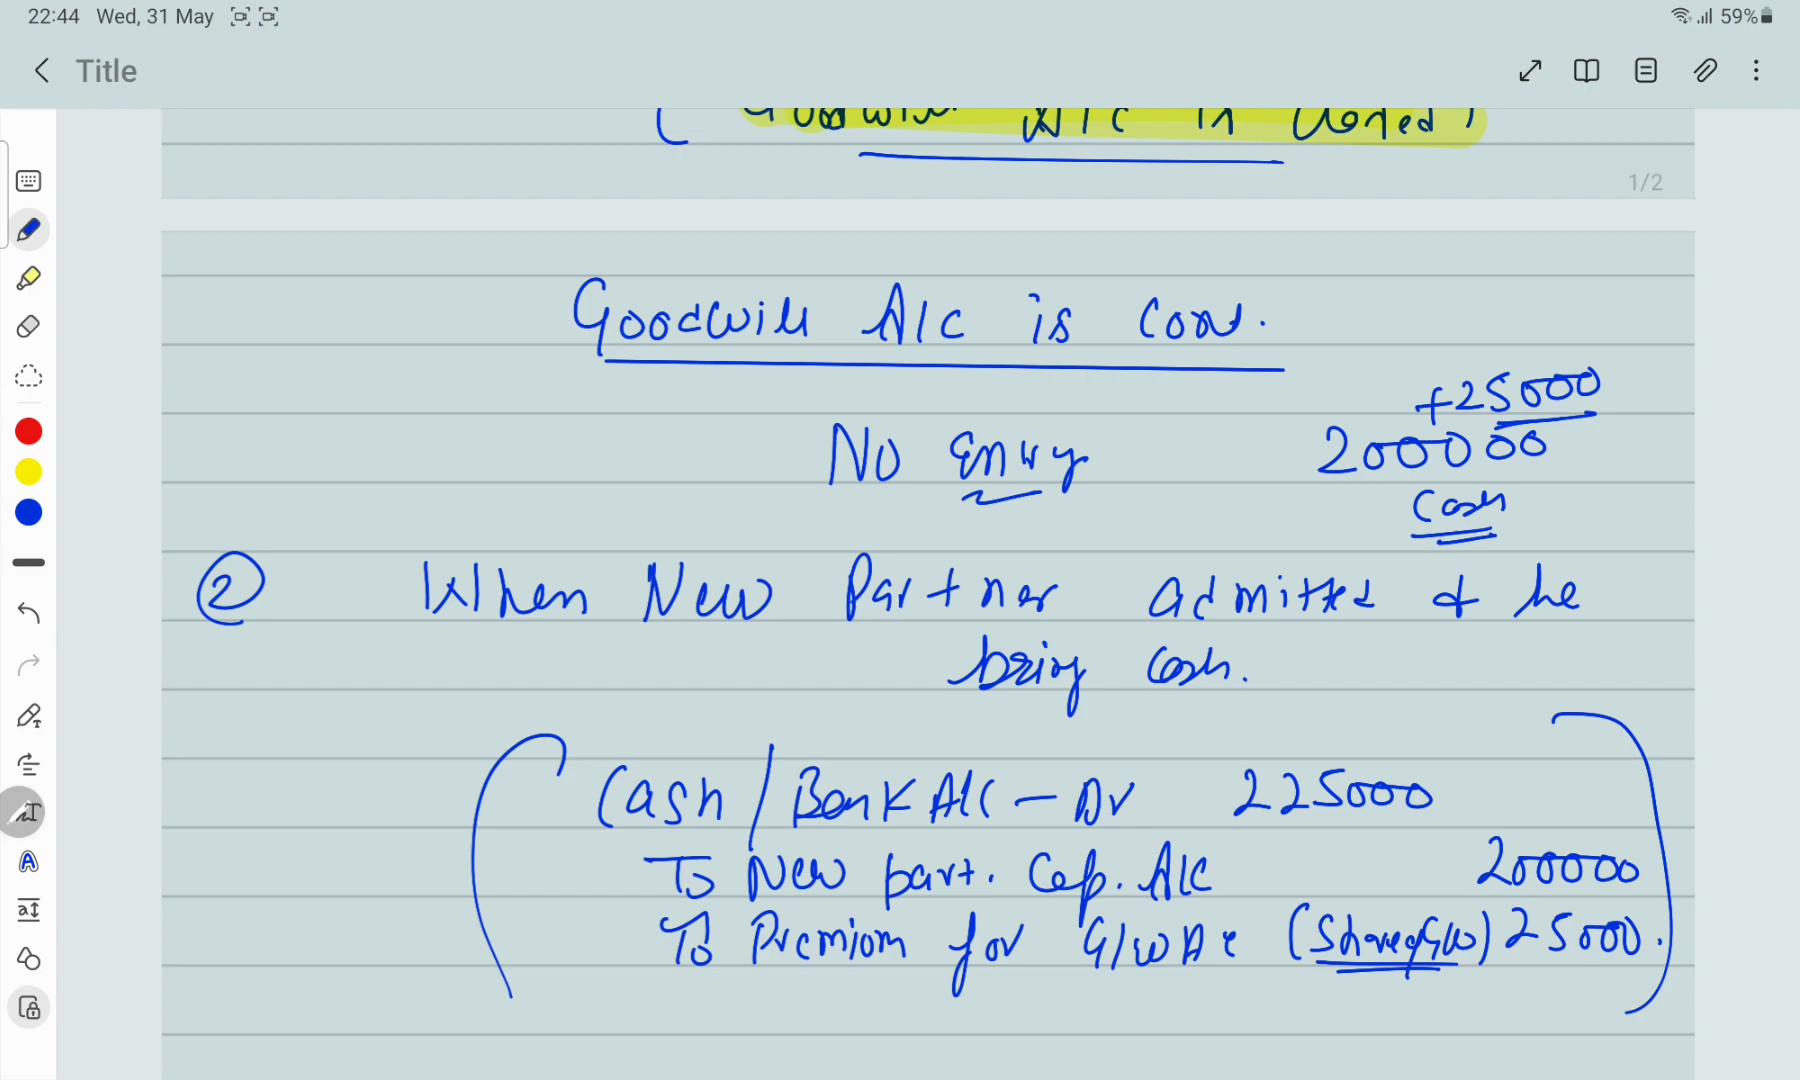 22:44 Wed, 31 May 59%
Title
(Goodwill A/C is closed)
1/2
Goodwill A/C is Cont.
+25000
No Entry 200000
Cash
② When New Partner admitted & he
bring Cash.
Cash / Bank A/C - Dr 225000
To New part. Cap. A/C 200000
To Premium for G/W A/c (Share of G/W) 25000.